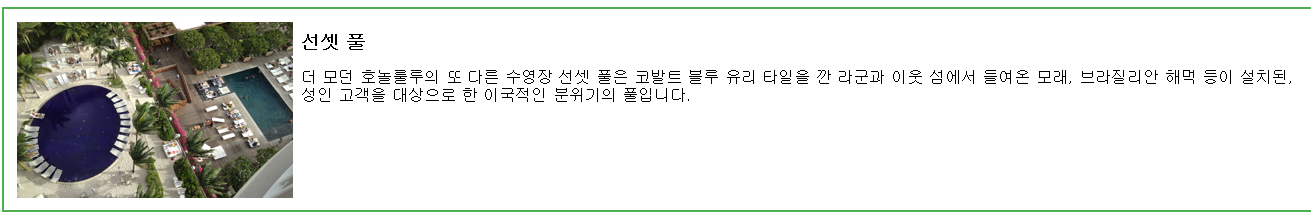 선셋 풀
더 모던 호놀룰루의 또 다른 수영장 선셋 풀은 코발트 블루 유리 타일을 깐 라군과 이웃 섬에서 들여온 모래, 브라질리안 해먹 등이 설치된,
성인 고객을 대상으로 한 이국적인 분위기의 풀입니다.